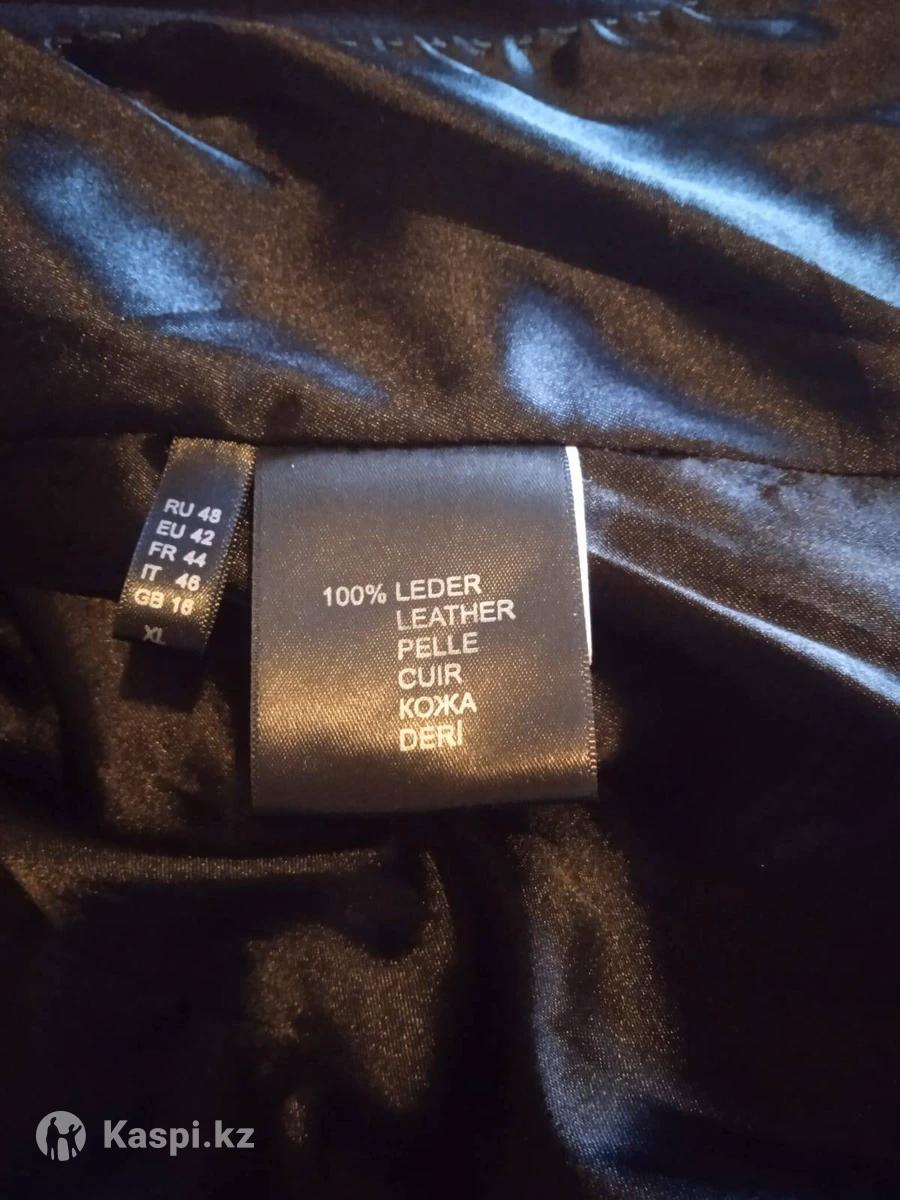 RU 48
EU 42
FR 44
IT 46
GB 16
XL
100% LEDER
LEATHER
PELLE
CUIR
КОЖА
DERİ
Kaspi.kz